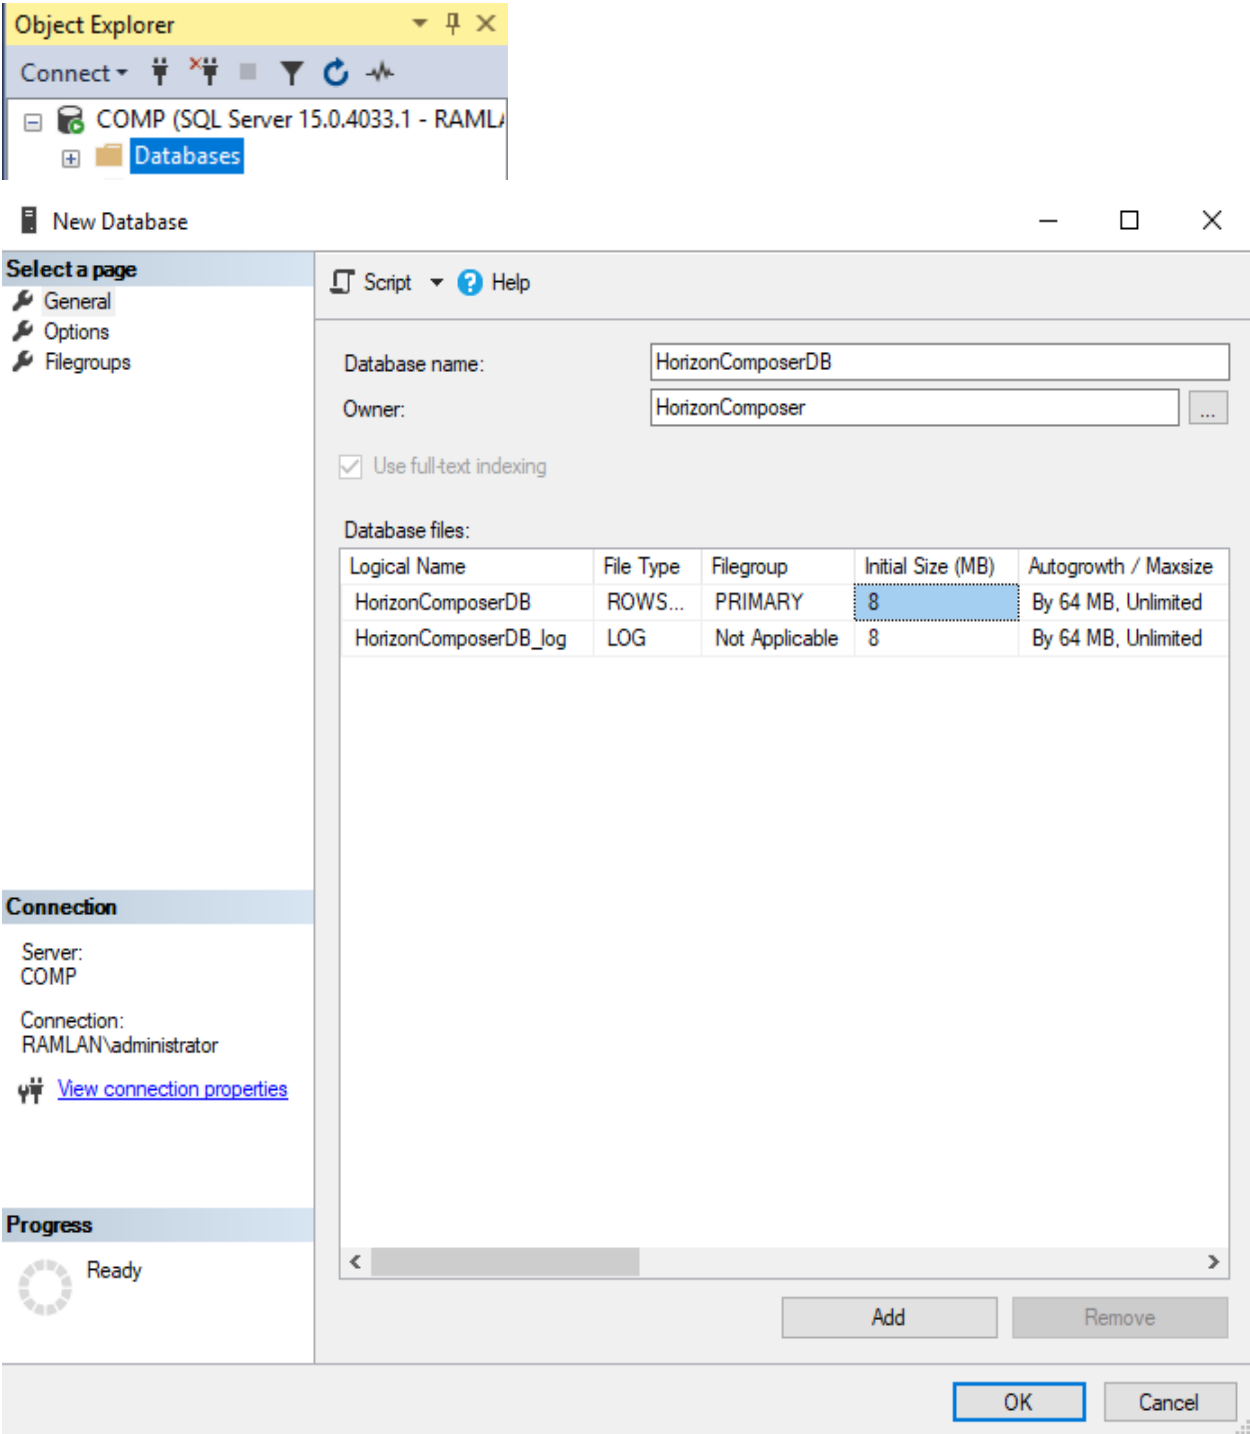 Object Explorer
Connect
COMP (SQL Server 15.0.4033.1 - RAML
Databases
New Database
Select a page
General
Options
Filegroups
Script
Help
Database name:
HorizonComposerDB
Owner:
HorizonComposer
...
Use full-text indexing
Database files:
Logical Name File Type Filegroup Initial Size (MB) Autogrowth / Maxsize
HorizonComposerDB ROWS... PRIMARY 8 By 64 MB, Unlimited
HorizonComposerDB_log LOG Not Applicable 8 By 64 MB, Unlimited
Connection
Server:
COMP
Connection:
RAMLAN\administrator
View connection properties
Progress
Ready
Add Remove
OK Cancel